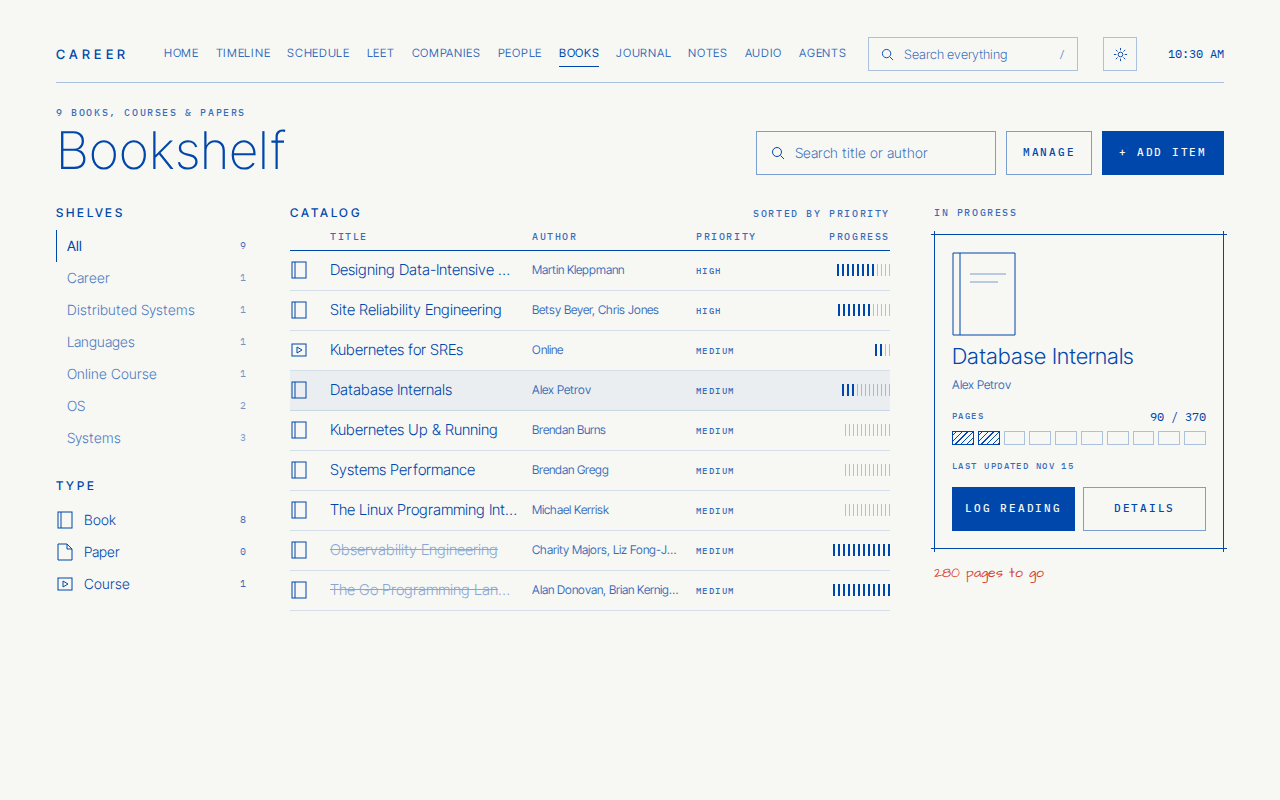 CAREER HOME TIMELINE SCHEDULE LEET COMPANIES PEOPLE BOOKS JOURNAL NOTES AUDIO AGENTS Search everything / 10:30 AM
9 BOOKS, COURSES & PAPERS
Bookshelf
Search title or author MANAGE + ADD ITEM
SHELVES
All 9
Career 1
Distributed Systems 1
Languages 1
Online Course 1
OS 2
Systems 3
TYPE
Book 8
Paper 0
Course 1
CATALOG SORTED BY PRIORITY
TITLE AUTHOR PRIORITY PROGRESS
Designing Data-Intensive ... Martin Kleppmann HIGH
Site Reliability Engineering Betsy Beyer, Chris Jones HIGH
Kubernetes for SREs Online MEDIUM
Database Internals Alex Petrov MEDIUM
Kubernetes Up & Running Brendan Burns MEDIUM
Systems Performance Brendan Gregg MEDIUM
The Linux Programming Int... Michael Kerrisk MEDIUM
Observability Engineering Charity Majors, Liz Fong-J... MEDIUM
The Go Programming Lan... Alan Donovan, Brian Kernig... MEDIUM
IN PROGRESS
Database Internals
Alex Petrov
PAGES 90 / 370
LAST UPDATED NOV 15
LOG READING DETAILS
280 pages to go